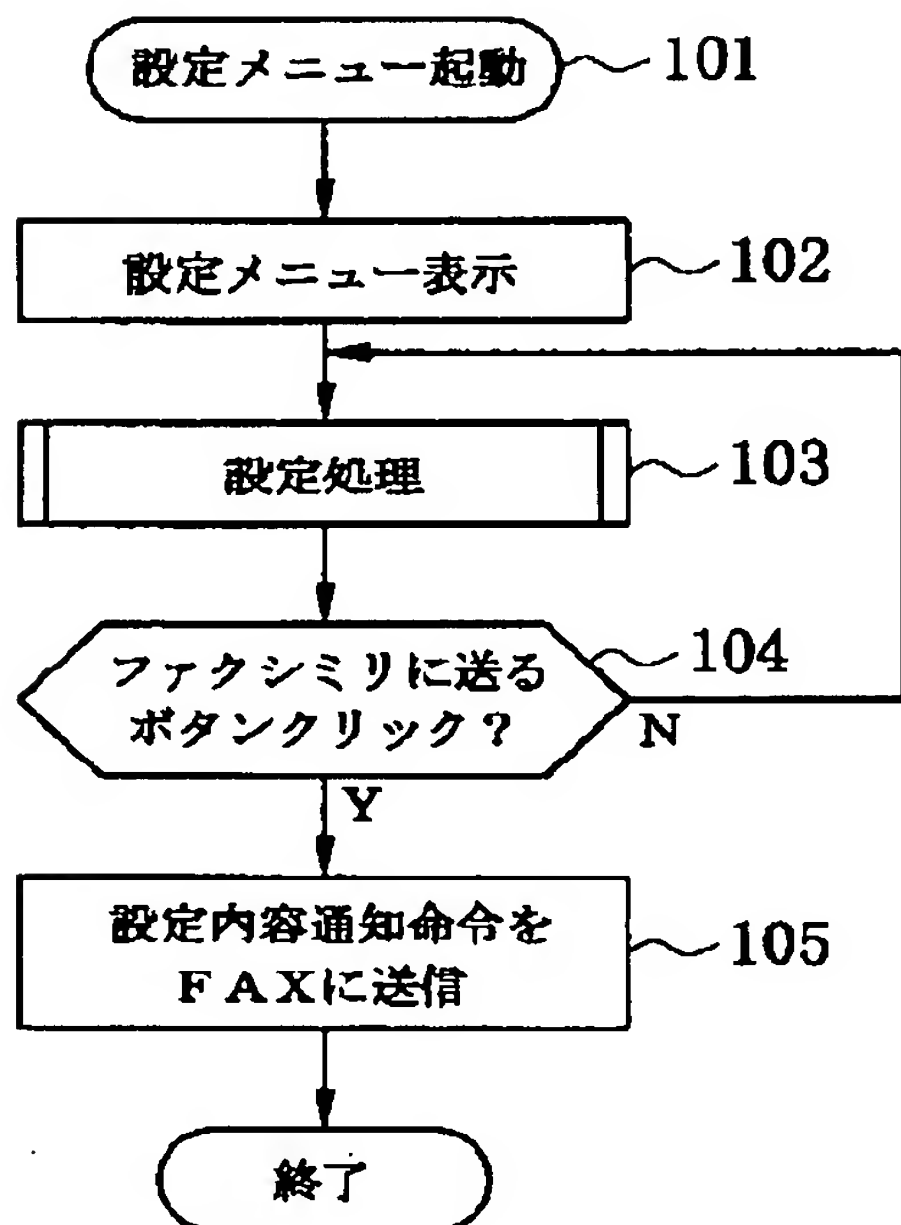 設定メニュー起動
101
設定メニュー表示
102
設定処理
103
ファクシミリに送る
ボタンクリック?
104
N
Y
設定内容通知命令を
FAXに送信
105
終了